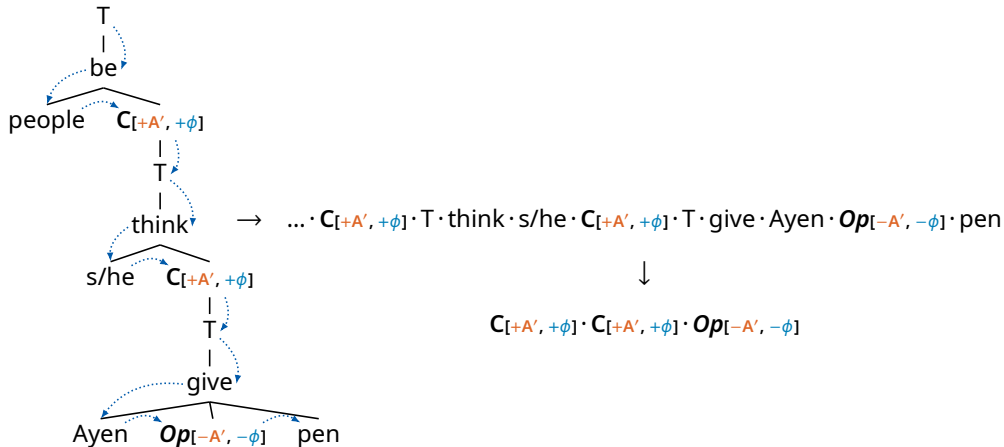 T
be
people C[+A′, +ϕ]
T
think → ... · C[+A′, +ϕ] · T · think · s/he · C[+A′, +ϕ] · T · give · Ayen · Op[−A′, −ϕ] · pen
s/he C[+A′, +ϕ] ↓
T C[+A′, +ϕ] · C[+A′, +ϕ] · Op[−A′, −ϕ]
give
Ayen Op[−A′, −ϕ] pen